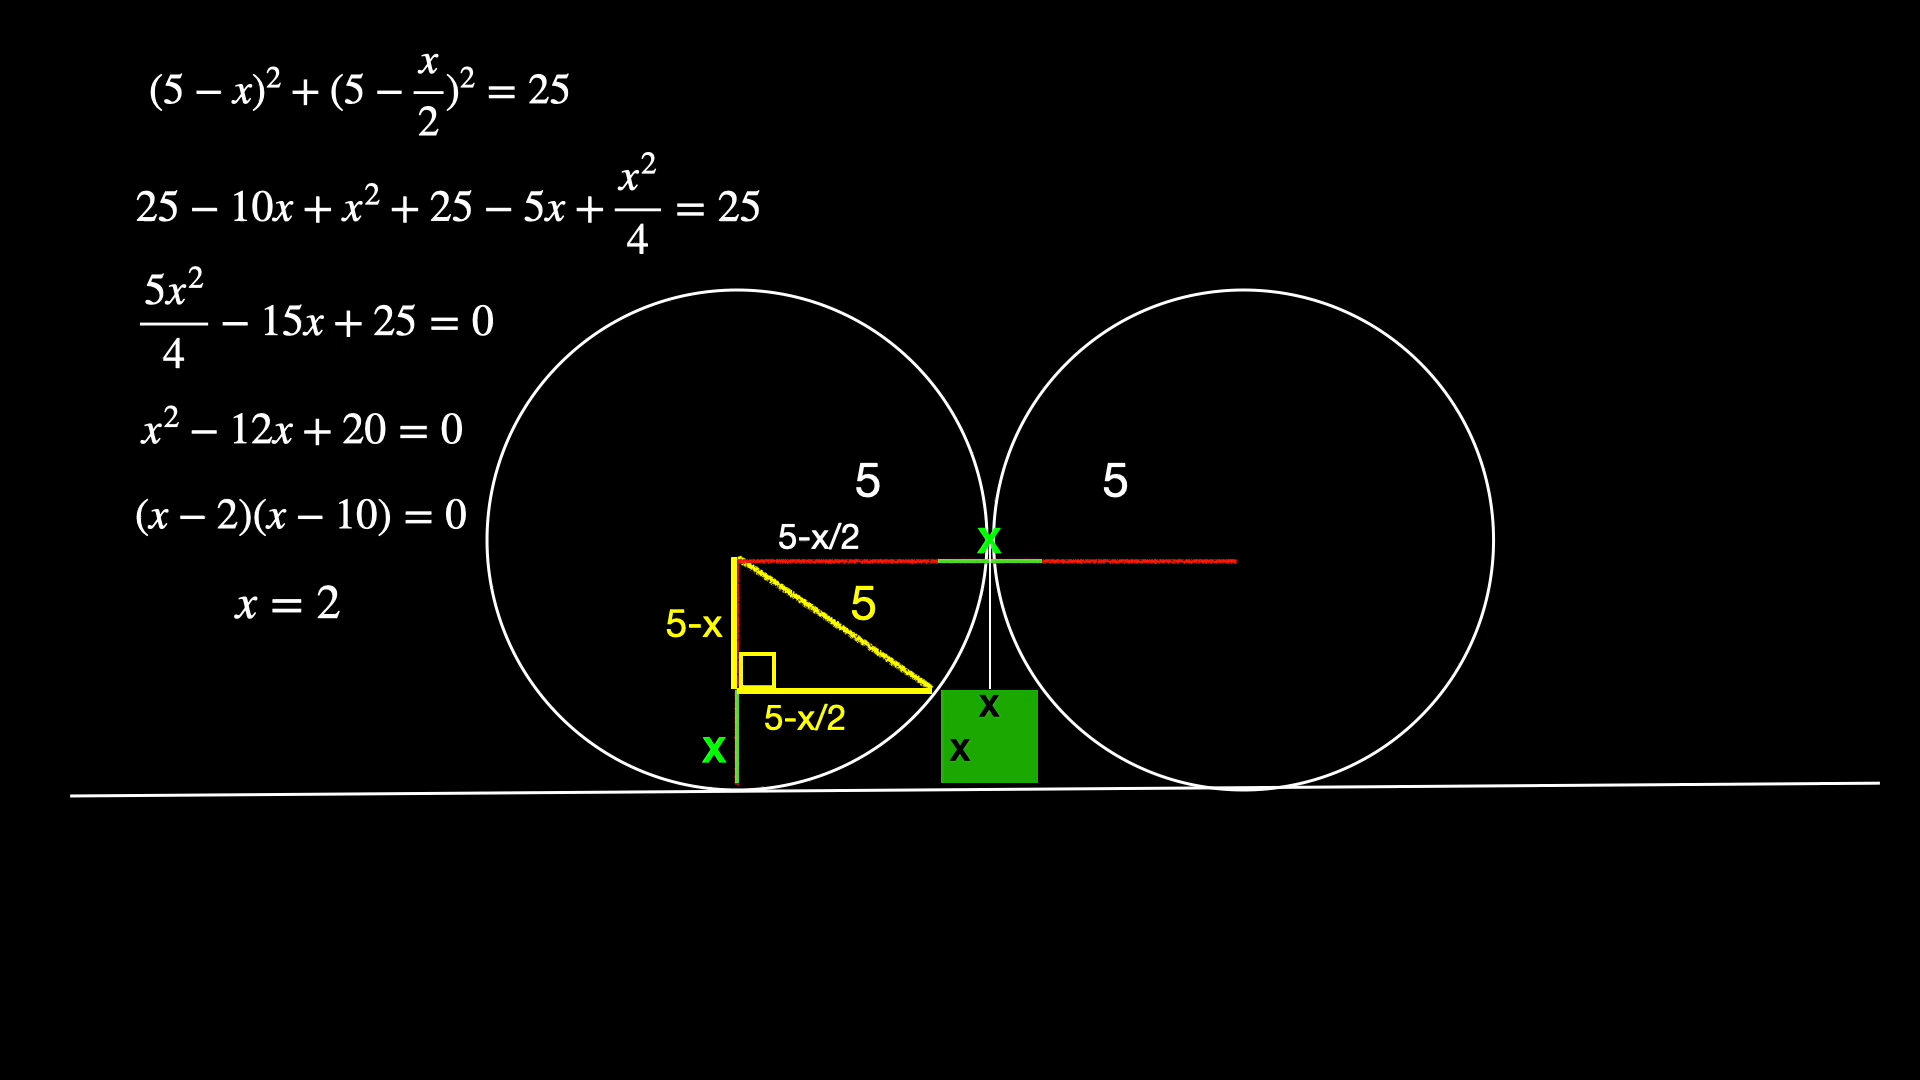 (5 − x)² + (5 − x/2)² = 25
25 − 10x + x² + 25 − 5x + x²/4 = 25
5x²/4 − 15x + 25 = 0
x² − 12x + 20 = 0
(x − 2)(x − 10) = 0
x = 2
5
5
5-x/2
x
5
5-x
5-x/2
x
x
x